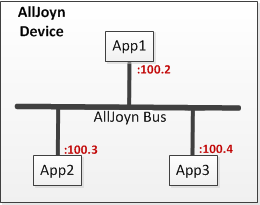 AllJoyn
Device
App1
:100.2
AllJoyn Bus
:100.3
:100.4
App2
App3